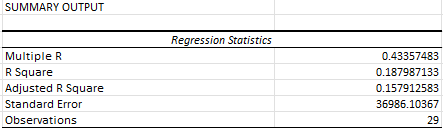 SUMMARY OUTPUT
Regression Statistics
Multiple R 0.43357483
R Square 0.187987133
Adjusted R Square 0.157912583
Standard Error 36986.10367
Observations 29